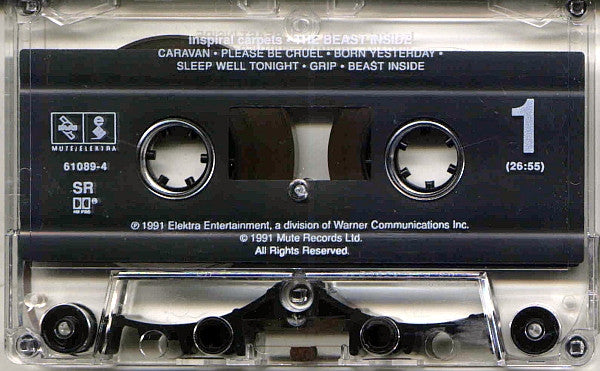 inspiral carpets • THE BEAST INSIDE
CARAVAN • PLEASE BE CRUEL • BORN YESTERDAY •
SLEEP WELL TONIGHT • GRIP • BEAST INSIDE
1
(26:55)
MUTE/ELEKTRA
61089-4
SR
℗ 1991 Elektra Entertainment, a division of Warner Communications Inc.
© 1991 Mute Records Ltd.
All Rights Reserved.